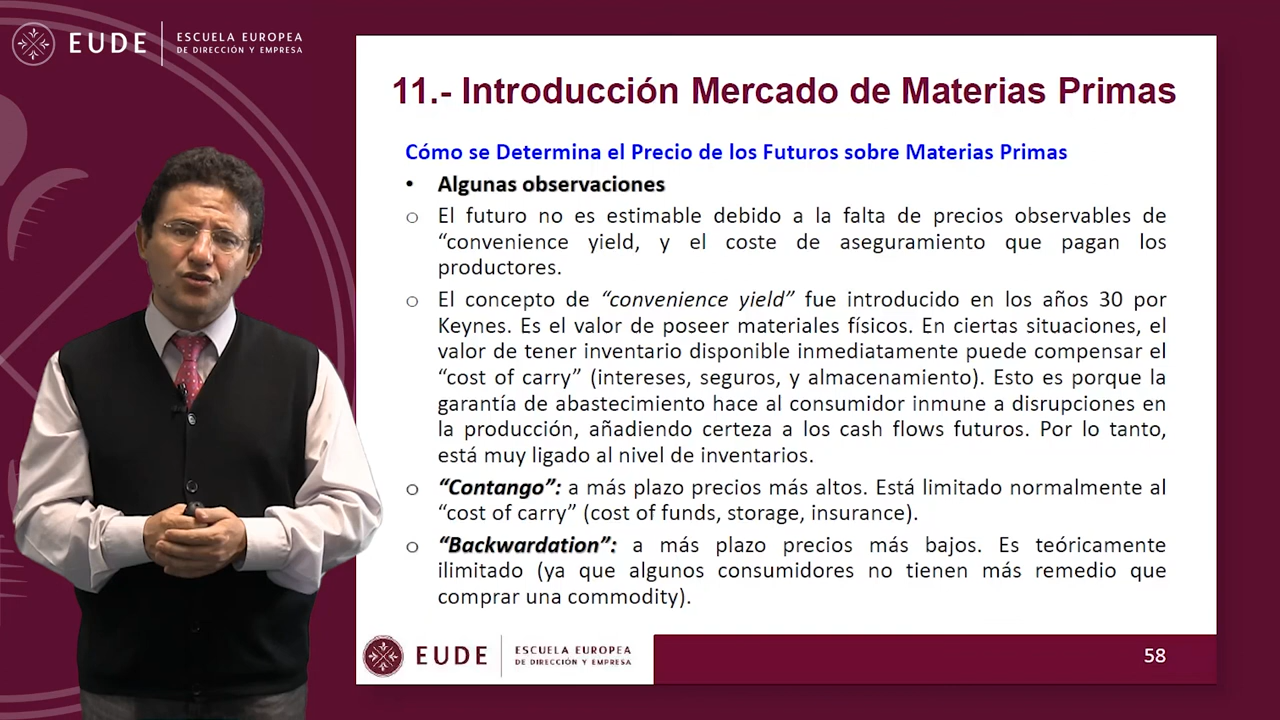 EUDE
ESCUELA EUROPEA
DE DIRECCIÓN Y EMPRESA
11.- Introducción Mercado de Materias Primas
Cómo se Determina el Precio de los Futuros sobre Materias Primas
• Algunas observaciones
o El futuro no es estimable debido a la falta de precios observables de
“convenience yield, y el coste de aseguramiento que pagan los
productores.
o El concepto de “convenience yield” fue introducido en los años 30 por
Keynes. Es el valor de poseer materiales físicos. En ciertas situaciones, el
valor de tener inventario disponible inmediatamente puede compensar el
“cost of carry” (intereses, seguros, y almacenamiento). Esto es porque la
garantía de abastecimiento hace al consumidor inmune a disrupciones en
la producción, añadiendo certeza a los cash flows futuros. Por lo tanto,
está muy ligado al nivel de inventarios.
o “Contango”: a más plazo precios más altos. Está limitado normalmente al
“cost of carry” (cost of funds, storage, insurance).
o “Backwardation”: a más plazo precios más bajos. Es teóricamente
ilimitado (ya que algunos consumidores no tienen más remedio que
comprar una commodity).
EUDE
ESCUELA EUROPEA
DE DIRECCIÓN Y EMPRESA
58